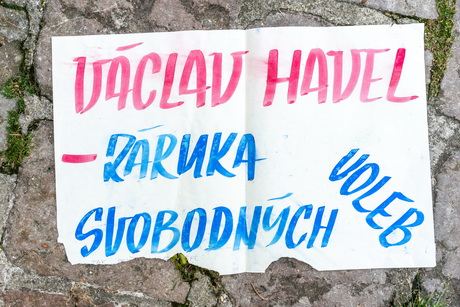 VÁCLAV HAVEL
- ZÁRUKA
SVOBODNÝCH
VOLEB